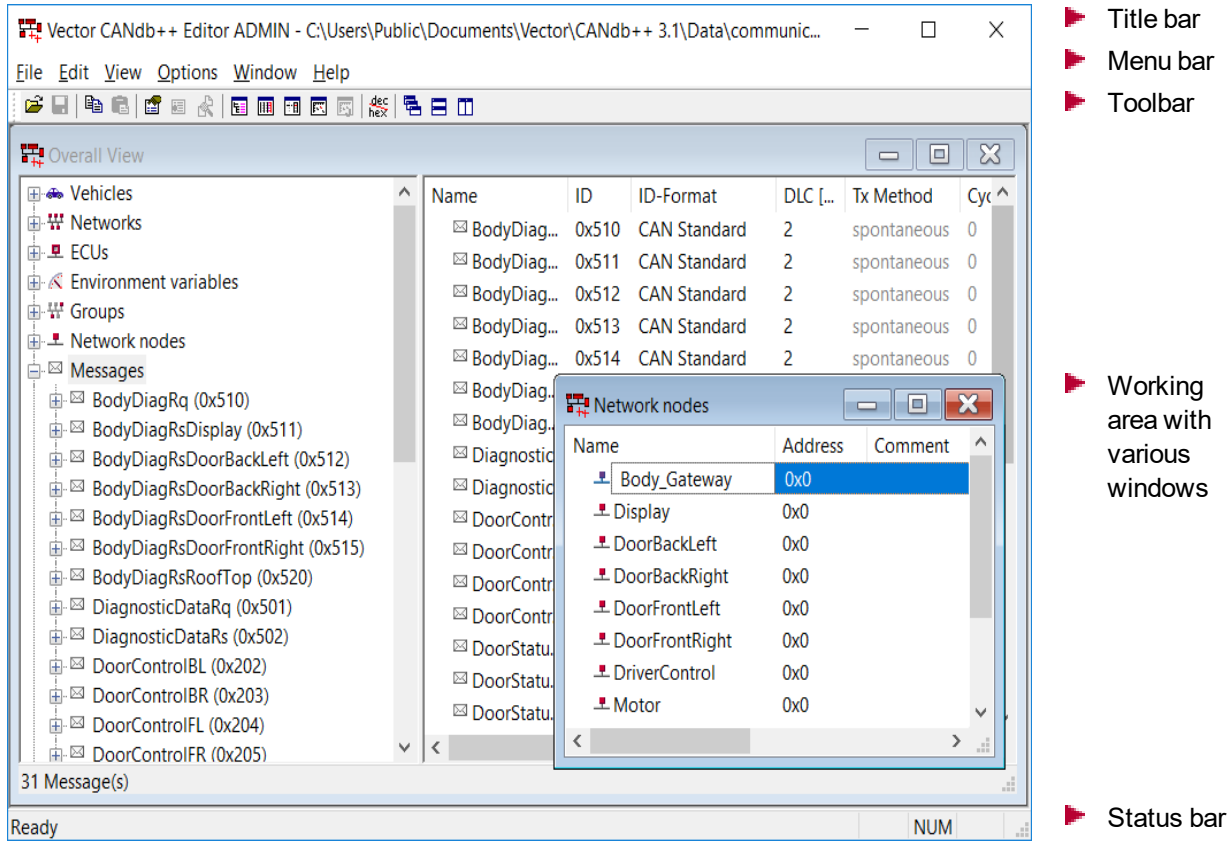 Vector CANdb++ Editor ADMIN - C:\Users\Public\Documents\Vector\CANdb++ 3.1\Data\communic...
File Edit View Options Window Help
dec
hex
Overall View
Vehicles
Networks
ECUs
Environment variables
Groups
Network nodes
Messages
BodyDiagRq (0x510)
BodyDiagRsDisplay (0x511)
BodyDiagRsDoorBackLeft (0x512)
BodyDiagRsDoorBackRight (0x513)
BodyDiagRsDoorFrontLeft (0x514)
BodyDiagRsDoorFrontRight (0x515)
BodyDiagRsRoofTop (0x520)
DiagnosticDataRq (0x501)
DiagnosticDataRs (0x502)
DoorControlBL (0x202)
DoorControlBR (0x203)
DoorControlFL (0x204)
DoorControlFR (0x205)
Name ID ID-Format DLC [... Tx Method Cyc
BodyDiag... 0x510 CAN Standard 2 spontaneous 0
BodyDiag... 0x511 CAN Standard 2 spontaneous 0
BodyDiag... 0x512 CAN Standard 2 spontaneous 0
BodyDiag... 0x513 CAN Standard 2 spontaneous 0
BodyDiag... 0x514 CAN Standard 2 spontaneous 0
BodyDiag..
BodyDiag..
Diagnostic
Diagnostic
DoorContr
DoorContr
DoorContr
DoorContr
DoorStatu.
DoorStatu.
DoorStatu.
Network nodes
Name Address Comment
Body_Gateway 0x0
Display 0x0
DoorBackLeft 0x0
DoorBackRight 0x0
DoorFrontLeft 0x0
DoorFrontRight 0x0
DriverControl 0x0
Motor 0x0
31 Message(s)
Ready NUM
Title bar
Menu bar
Toolbar
Working
area with
various
windows
Status bar